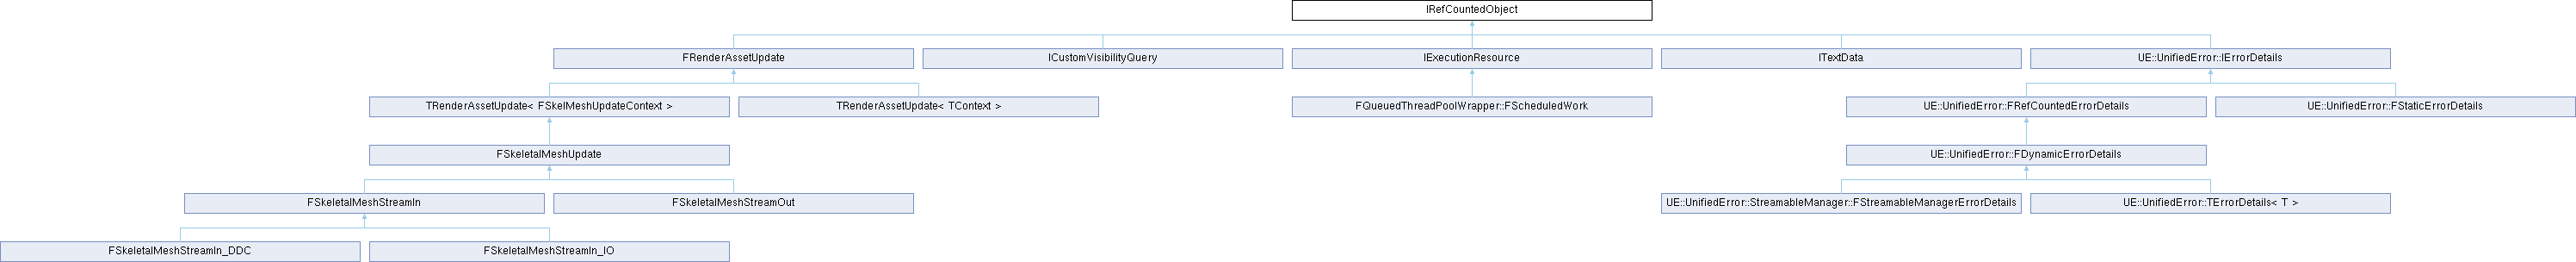 IRefCountedObject
FRenderAssetUpdate
ICustomVisibilityQuery
IExecutionResource
ITextData
UE::UnifiedError::IErrorDetails
TRenderAssetUpdate< FSkelMeshUpdateContext >
TRenderAssetUpdate< TContext >
FQueuedThreadPoolWrapper::FScheduledWork
UE::UnifiedError::FRefCountedErrorDetails
UE::UnifiedError::FStaticErrorDetails
FSkeletalMeshUpdate
UE::UnifiedError::FDynamicErrorDetails
FSkeletalMeshStreamIn
FSkeletalMeshStreamOut
UE::UnifiedError::StreamableManager::FStreamableManagerErrorDetails
UE::UnifiedError::TErrorDetails< T >
FSkeletalMeshStreamIn_DDC
FSkeletalMeshStreamIn_IO